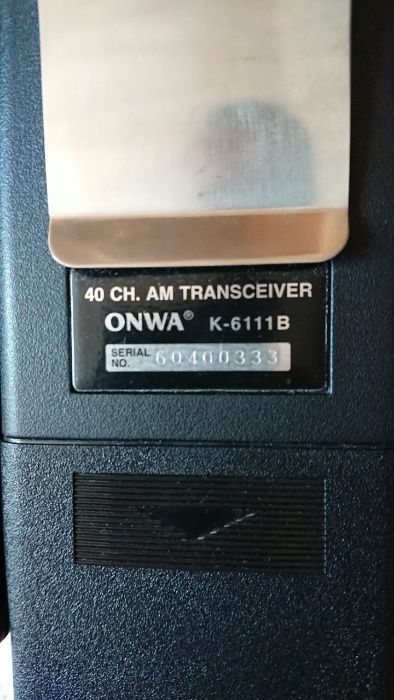 40 CH. AM TRANSCEIVER
ONWA® K-6111B
SERIAL NO. 60400333